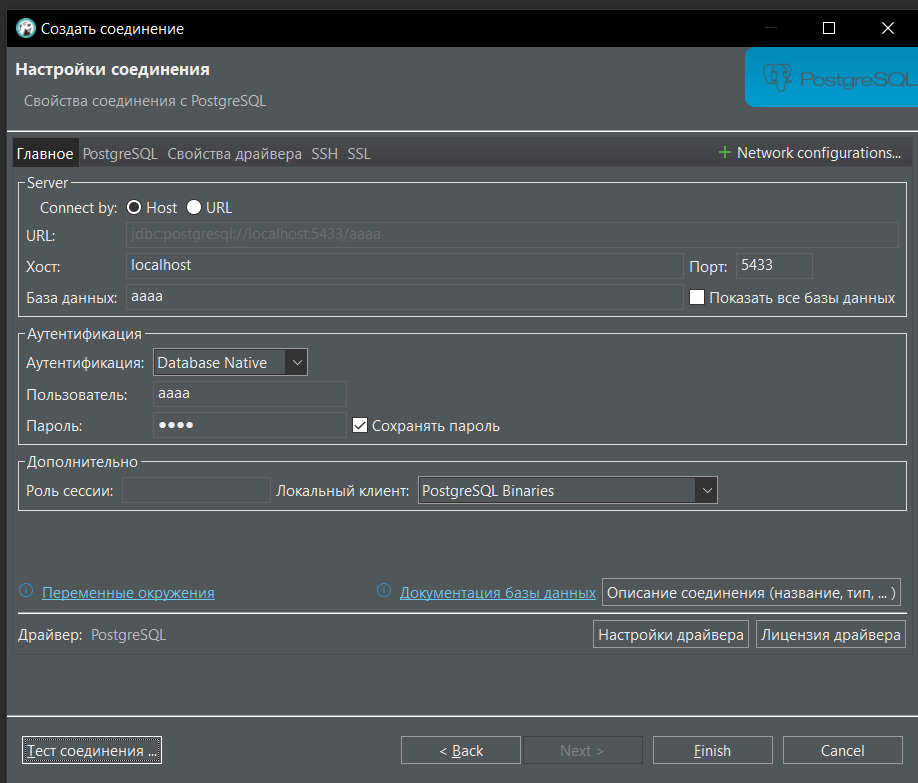 Создать соединение
Настройки соединения
Свойства соединения с PostgreSQL
PostgreSQL
Главное PostgreSQL Свойства драйвера SSH SSL + Network configurations...
Server
Connect by: Host URL
URL: jdbc:postgresql://localhost:5433/aaaa
Хост: localhost Порт: 5433
База данных: aaaa Показать все базы данных
Аутентификация
Аутентификация: Database Native
Пользователь: aaaa
Пароль: ●●●● Сохранять пароль
Дополнительно
Роль сессии: Локальный клиент: PostgreSQL Binaries
Переменные окружения Документация базы данных Описание соединения (название, тип, ... )
Драйвер: PostgreSQL Настройки драйвера Лицензия драйвера
Тест соединения ... < Back Next > Finish Cancel